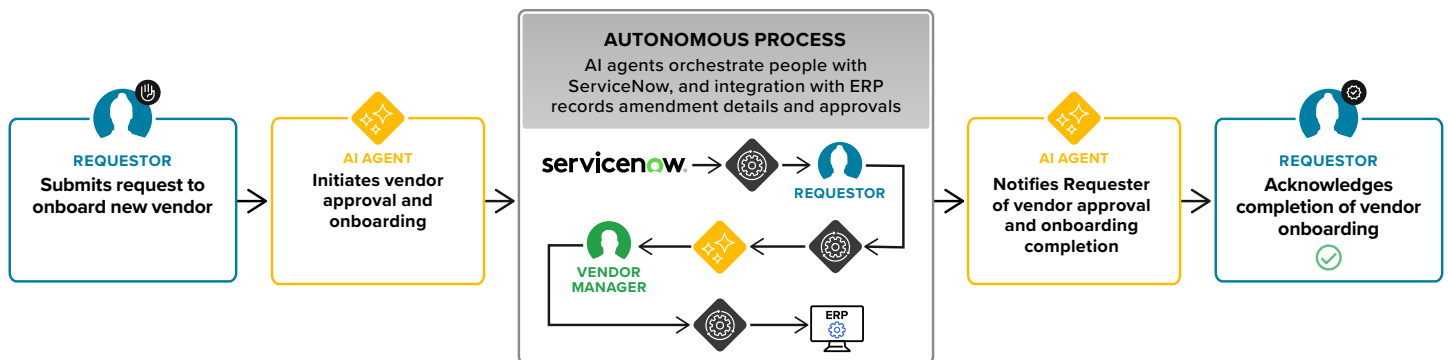 REQUESTOR
Submits request to
onboard new vendor
AI AGENT
Initiates vendor
approval and
onboarding
AUTONOMOUS PROCESS
AI agents orchestrate people with
ServiceNow, and integration with ERP
records amendment details and approvals
servicenow
REQUESTOR
VENDOR
MANAGER
ERP
AI AGENT
Notifies Requester
of vendor approval
and onboarding
completion
REQUESTOR
Acknowledges
completion of vendor
onboarding